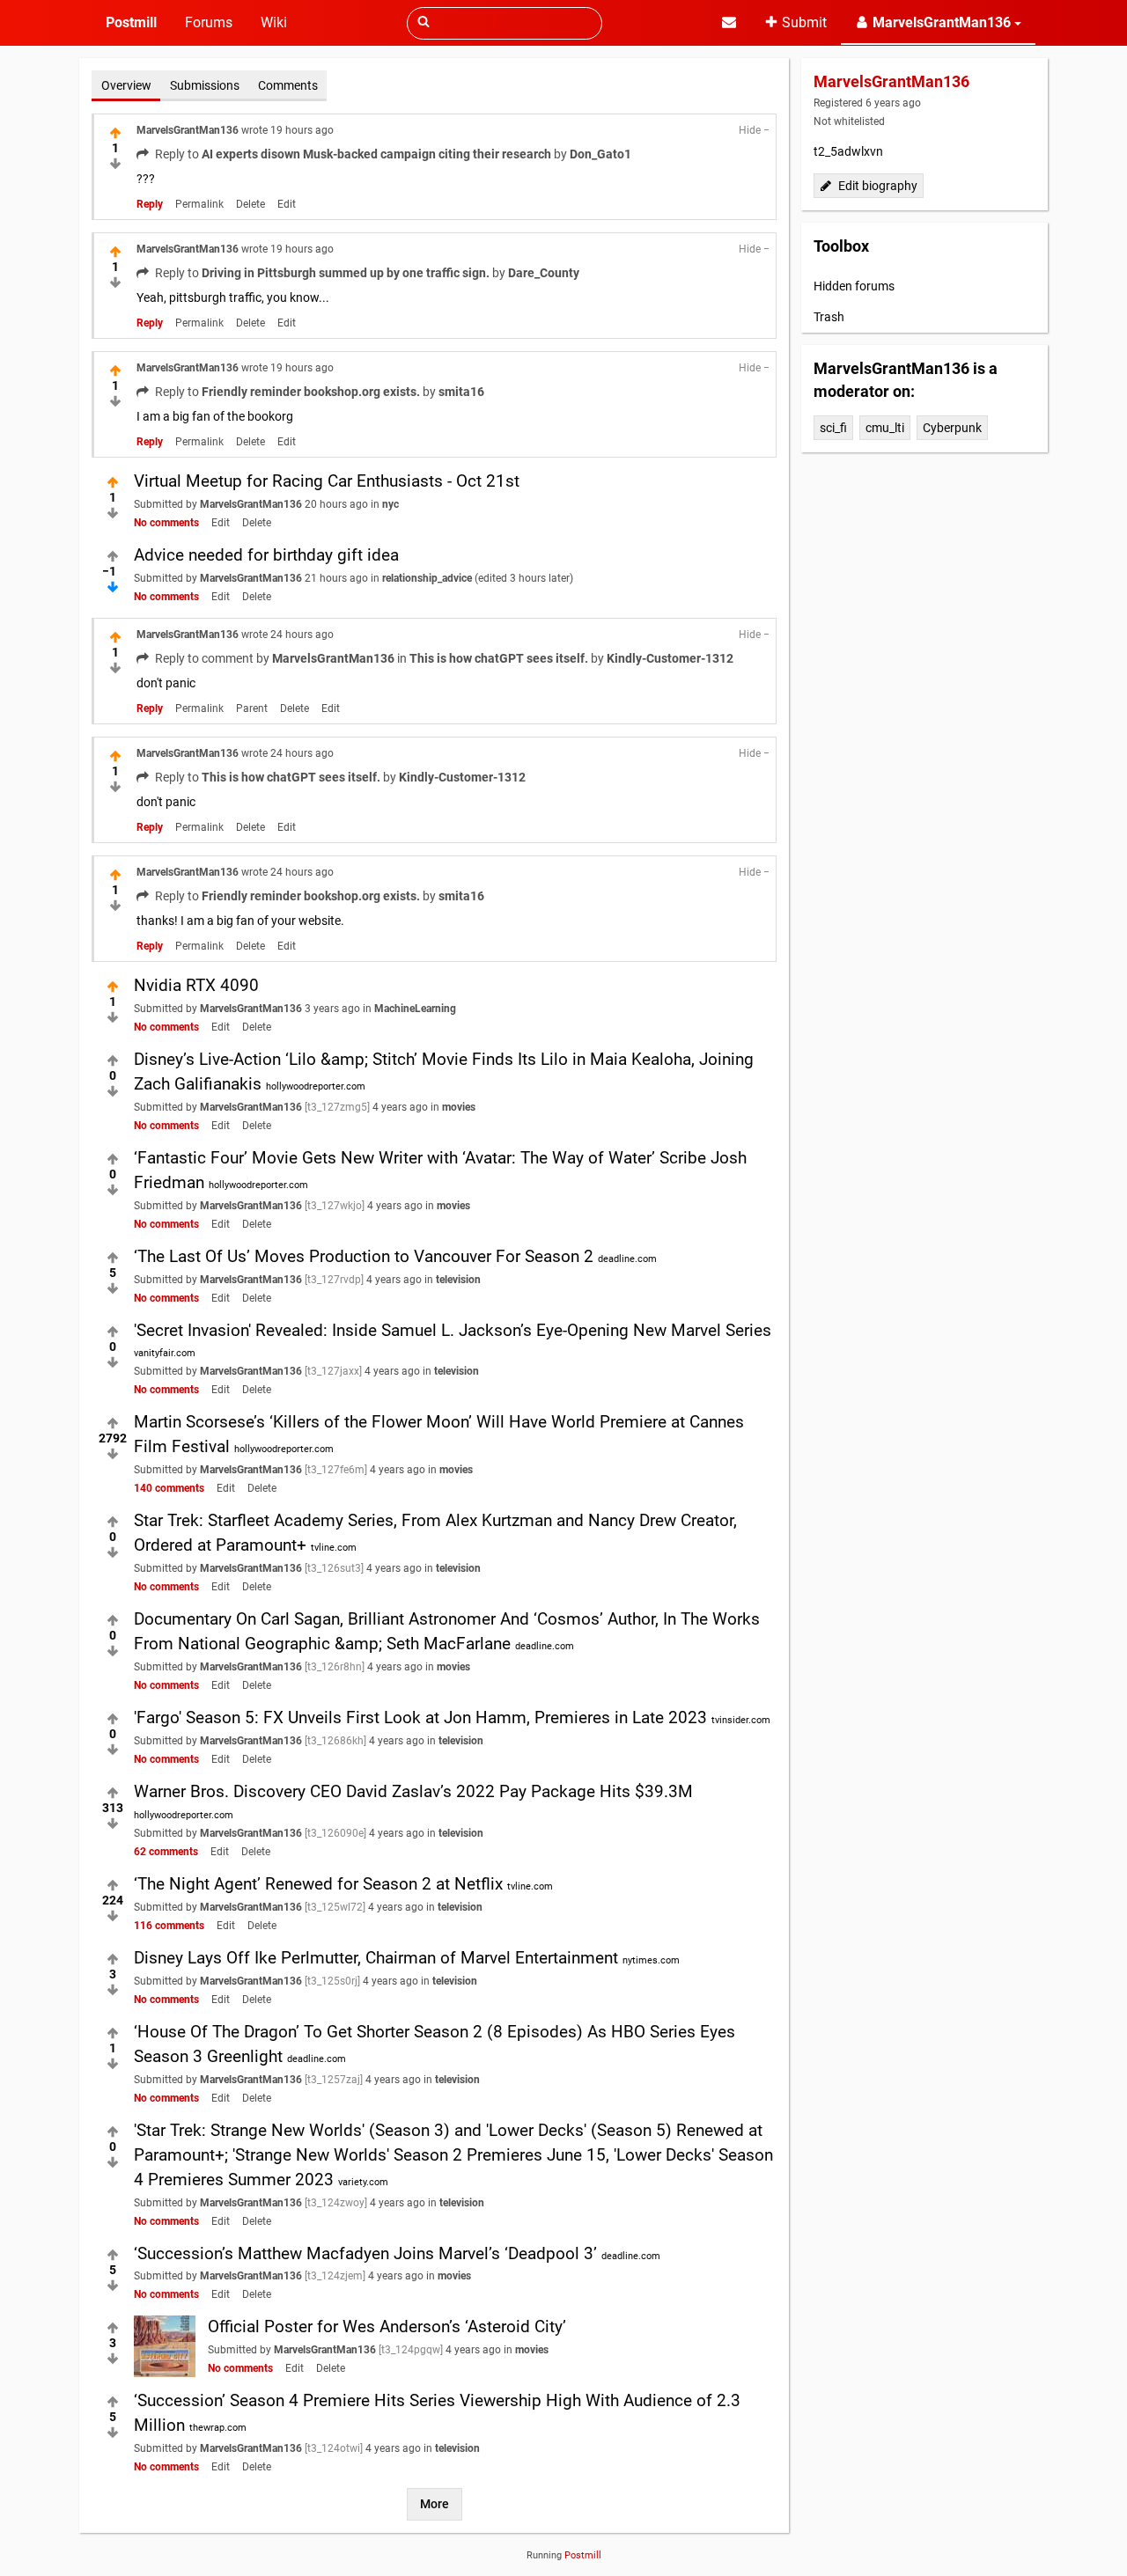 Postmill Forums Wiki Submit MarvelsGrantMan136
Overview Submissions Comments
MarvelsGrantMan136 wrote 19 hours ago Hide −
1
Reply to AI experts disown Musk-backed campaign citing their research by Don_Gato1
???
Reply Permalink Delete Edit
MarvelsGrantMan136 wrote 19 hours ago Hide −
1
Reply to Driving in Pittsburgh summed up by one traffic sign. by Dare_County
Yeah, pittsburgh traffic, you know...
Reply Permalink Delete Edit
MarvelsGrantMan136 wrote 19 hours ago Hide −
1
Reply to Friendly reminder bookshop.org exists. by smita16
I am a big fan of the bookorg
Reply Permalink Delete Edit
Virtual Meetup for Racing Car Enthusiasts - Oct 21st
1
Submitted by MarvelsGrantMan136 20 hours ago in nyc
No comments Edit Delete
Advice needed for birthday gift idea
−1
Submitted by MarvelsGrantMan136 21 hours ago in relationship_advice (edited 3 hours later)
No comments Edit Delete
MarvelsGrantMan136 wrote 24 hours ago Hide −
1
Reply to comment by MarvelsGrantMan136 in This is how chatGPT sees itself. by Kindly-Customer-1312
don't panic
Reply Permalink Parent Delete Edit
MarvelsGrantMan136 wrote 24 hours ago Hide −
1
Reply to This is how chatGPT sees itself. by Kindly-Customer-1312
don't panic
Reply Permalink Delete Edit
MarvelsGrantMan136 wrote 24 hours ago Hide −
1
Reply to Friendly reminder bookshop.org exists. by smita16
thanks! I am a big fan of your website.
Reply Permalink Delete Edit
Nvidia RTX 4090
1
Submitted by MarvelsGrantMan136 3 years ago in MachineLearning
No comments Edit Delete
Disney’s Live-Action ‘Lilo &amp; Stitch’ Movie Finds Its Lilo in Maia Kealoha, Joining
0
Zach Galifianakis hollywoodreporter.com
Submitted by MarvelsGrantMan136 [t3_127zmg5] 4 years ago in movies
No comments Edit Delete
‘Fantastic Four’ Movie Gets New Writer with ‘Avatar: The Way of Water’ Scribe Josh
0
Friedman hollywoodreporter.com
Submitted by MarvelsGrantMan136 [t3_127wkjo] 4 years ago in movies
No comments Edit Delete
‘The Last Of Us’ Moves Production to Vancouver For Season 2 deadline.com
5
Submitted by MarvelsGrantMan136 [t3_127rvdp] 4 years ago in television
No comments Edit Delete
'Secret Invasion' Revealed: Inside Samuel L. Jackson’s Eye-Opening New Marvel Series
0
vanityfair.com
Submitted by MarvelsGrantMan136 [t3_127jaxx] 4 years ago in television
No comments Edit Delete
Martin Scorsese’s ‘Killers of the Flower Moon’ Will Have World Premiere at Cannes
2792
Film Festival hollywoodreporter.com
Submitted by MarvelsGrantMan136 [t3_127fe6m] 4 years ago in movies
140 comments Edit Delete
Star Trek: Starfleet Academy Series, From Alex Kurtzman and Nancy Drew Creator,
0
Ordered at Paramount+ tvline.com
Submitted by MarvelsGrantMan136 [t3_126sut3] 4 years ago in television
No comments Edit Delete
Documentary On Carl Sagan, Brilliant Astronomer And ‘Cosmos’ Author, In The Works
0
From National Geographic &amp; Seth MacFarlane deadline.com
Submitted by MarvelsGrantMan136 [t3_126r8hn] 4 years ago in movies
No comments Edit Delete
'Fargo' Season 5: FX Unveils First Look at Jon Hamm, Premieres in Late 2023 tvinsider.com
0
Submitted by MarvelsGrantMan136 [t3_12686kh] 4 years ago in television
No comments Edit Delete
Warner Bros. Discovery CEO David Zaslav’s 2022 Pay Package Hits $39.3M
313
hollywoodreporter.com
Submitted by MarvelsGrantMan136 [t3_126090e] 4 years ago in television
62 comments Edit Delete
‘The Night Agent’ Renewed for Season 2 at Netflix tvline.com
224
Submitted by MarvelsGrantMan136 [t3_125wl72] 4 years ago in television
116 comments Edit Delete
Disney Lays Off Ike Perlmutter, Chairman of Marvel Entertainment nytimes.com
3
Submitted by MarvelsGrantMan136 [t3_125s0rj] 4 years ago in television
No comments Edit Delete
‘House Of The Dragon’ To Get Shorter Season 2 (8 Episodes) As HBO Series Eyes
1
Season 3 Greenlight deadline.com
Submitted by MarvelsGrantMan136 [t3_1257zaj] 4 years ago in television
No comments Edit Delete
'Star Trek: Strange New Worlds' (Season 3) and 'Lower Decks' (Season 5) Renewed at
0
Paramount+; 'Strange New Worlds' Season 2 Premieres June 15, 'Lower Decks' Season
4 Premieres Summer 2023 variety.com
Submitted by MarvelsGrantMan136 [t3_124zwoy] 4 years ago in television
No comments Edit Delete
‘Succession’s Matthew Macfadyen Joins Marvel’s ‘Deadpool 3’ deadline.com
5
Submitted by MarvelsGrantMan136 [t3_124zjem] 4 years ago in movies
No comments Edit Delete
Official Poster for Wes Anderson’s ‘Asteroid City’
3
Submitted by MarvelsGrantMan136 [t3_124pgqw] 4 years ago in movies
No comments Edit Delete
‘Succession’ Season 4 Premiere Hits Series Viewership High With Audience of 2.3
5
Million thewrap.com
Submitted by MarvelsGrantMan136 [t3_124otwi] 4 years ago in television
No comments Edit Delete
More
MarvelsGrantMan136
Registered 6 years ago
Not whitelisted
t2_5adwlxvn
Edit biography
Toolbox
Hidden forums
Trash
MarvelsGrantMan136 is a
moderator on:
sci_fi cmu_lti Cyberpunk
Running Postmill